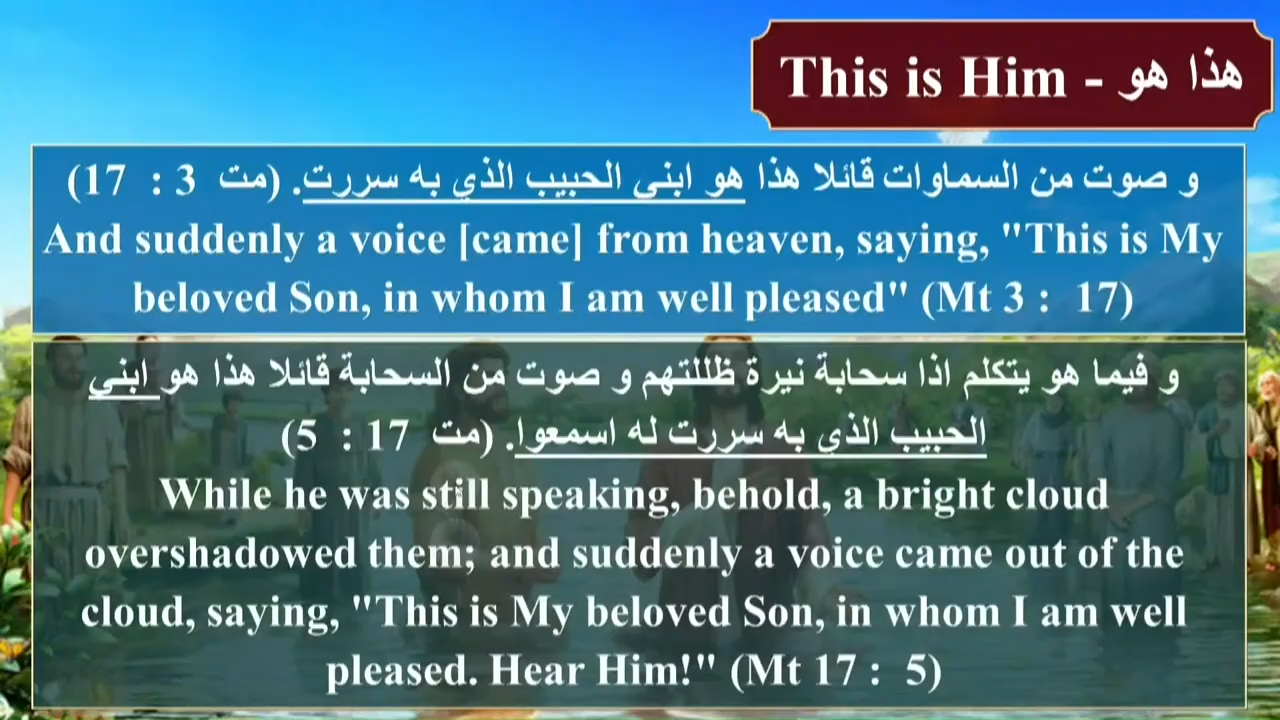 This is Him - هذا هو
و صوت من السماوات قائلا هذا هو ابني الحبيب الذي به سررت. (مت 3 : 17)
And suddenly a voice [came] from heaven, saying, "This is My
beloved Son, in whom I am well pleased" (Mt 3 : 17)
و فيما هو يتكلم اذا سحابة نيرة ظللتهم و صوت من السحابة قائلا هذا هو ابني
الحبيب الذي به سررت له اسمعوا. (مت 17 : 5)
While he was still speaking, behold, a bright cloud
overshadowed them; and suddenly a voice came out of the
cloud, saying, "This is My beloved Son, in whom I am well
pleased. Hear Him!" (Mt 17 : 5)